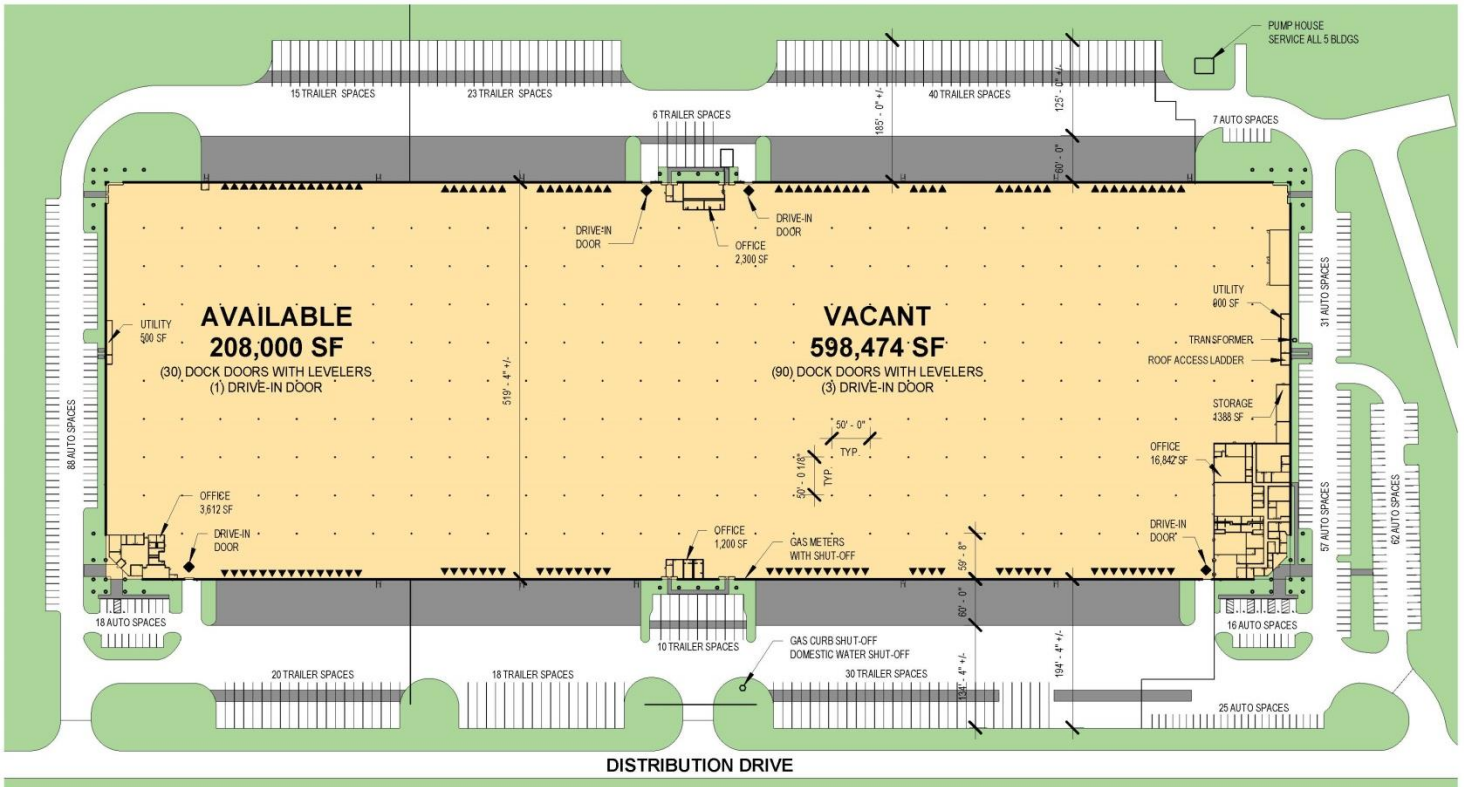 PUMP HOUSE
SERVICE ALL 5 BLDGS
15 TRAILER SPACES
23 TRAILER SPACES
40 TRAILER SPACES
185' - 0" +/-
125' - 0" +/-
6 TRAILER SPACES
7 AUTO SPACES
60' - 0"
DRIVE-IN
DOOR
DRIVE-IN
DOOR
OFFICE
2,300 SF
31 AUTO SPACES
UTILITY
500 SF
AVAILABLE
208,000 SF
(30) DOCK DOORS WITH LEVELERS
(1) DRIVE-IN DOOR
519' - 4" +/-
VACANT
598,474 SF
(90) DOCK DOORS WITH LEVELERS
(3) DRIVE-IN DOOR
UTILITY
900 SF
TRANSFORMER
ROOF ACCESS LADDER
STORAGE
1388 SF
88 AUTO SPACES
50' - 0"
TYP.
50' - 0 1/8"
TYP.
OFFICE
16,842 SF
OFFICE
3,612 SF
DRIVE-IN
DOOR
OFFICE
1,200 SF
GAS METERS
WITH SHUT-OFF
59' - 8"
DRIVE-IN
DOOR
57 AUTO SPACES
62 AUTO SPACES
60' - 0"
18 AUTO SPACES
16 AUTO SPACES
10 TRAILER SPACES
GAS CURB SHUT-OFF
DOMESTIC WATER SHUT-OFF
20 TRAILER SPACES
18 TRAILER SPACES
30 TRAILER SPACES
134' - 4" +/-
194' - 4" +/-
25 AUTO SPACES
DISTRIBUTION DRIVE